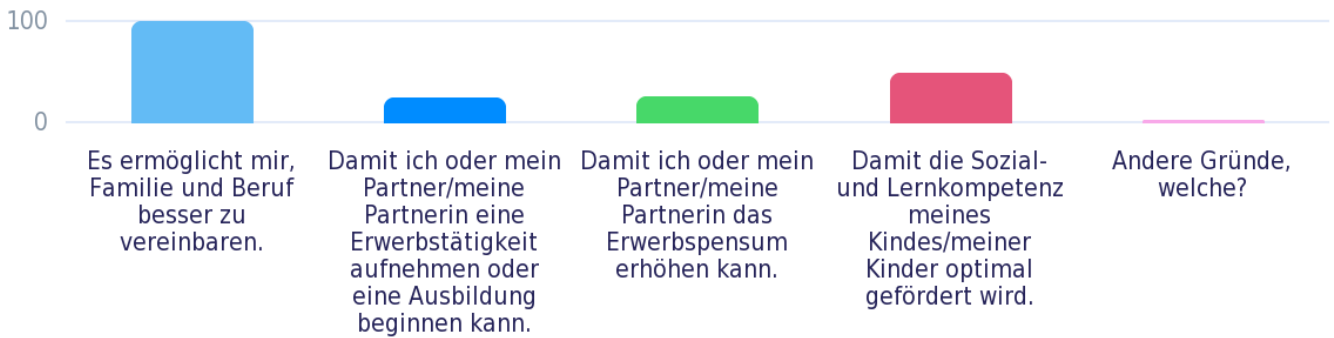 100
0
Es ermöglicht mir,
Familie und Beruf
besser zu
vereinbaren.
Damit ich oder mein
Partner/meine
Partnerin eine
Erwerbstätigkeit
aufnehmen oder
eine Ausbildung
beginnen kann.
Damit ich oder mein
Partner/meine
Partnerin das
Erwerbspensum
erhöhen kann.
Damit die Sozial-
und Lernkompetenz
meines
Kindes/meiner
Kinder optimal
gefördert wird.
Andere Gründe,
welche?